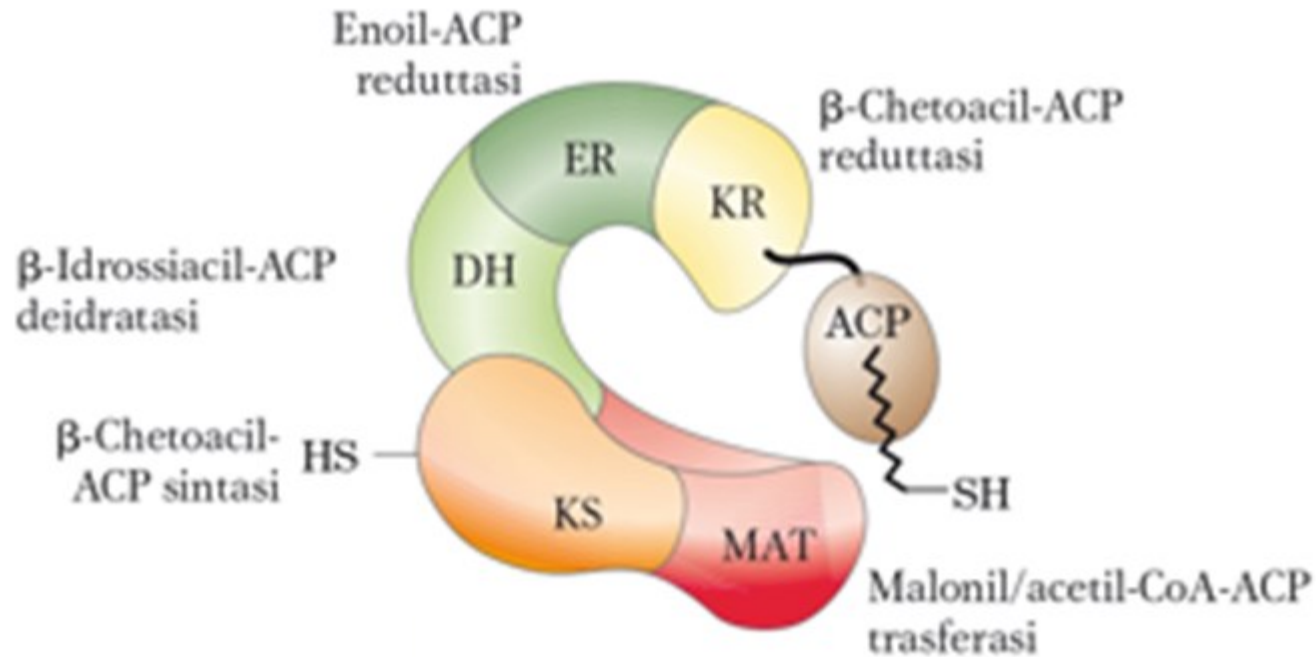 Enoil-ACP
reduttasi
β-Chetoacil-ACP
reduttasi
ER
KR
β-Idrossiacil-ACP
deidratasi
DH
ACP
β-Chetoacil-
ACP sintasi
HS
KS
SH
MAT
Malonil/acetil-CoA-ACP
trasferasi